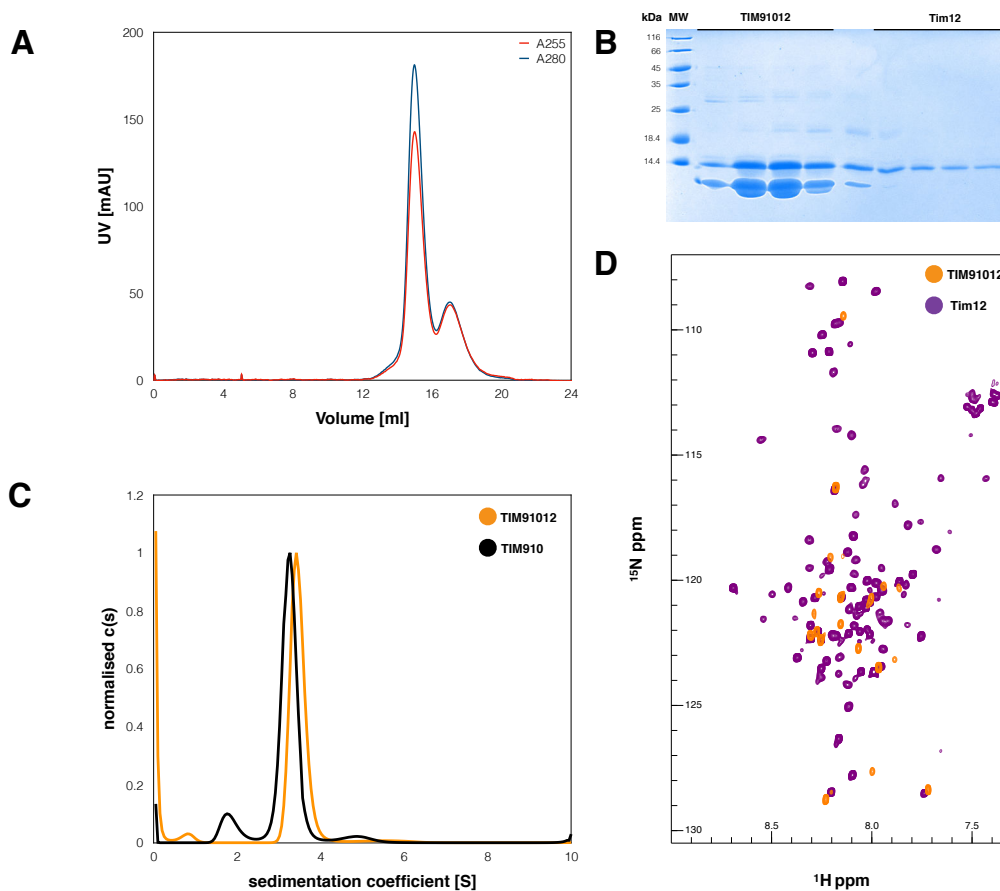 A
200
150
100
50
0
UV [mAU]
A255
A280
0 4 8 12 16 20 24
Volume [ml]
B
kDa MW TIM91012 Tim12
116
66
45
35
25
18.4
14.4
C
1.2
1
0.8
0.6
0.4
0.2
0
normalised c(s)
TIM91012
TIM910
0 2 4 6 8 10
sedimentation coefficient [S]
D
TIM91012
Tim12
110
115
120
125
130
15N ppm
8.5 8.0 7.5
1H ppm